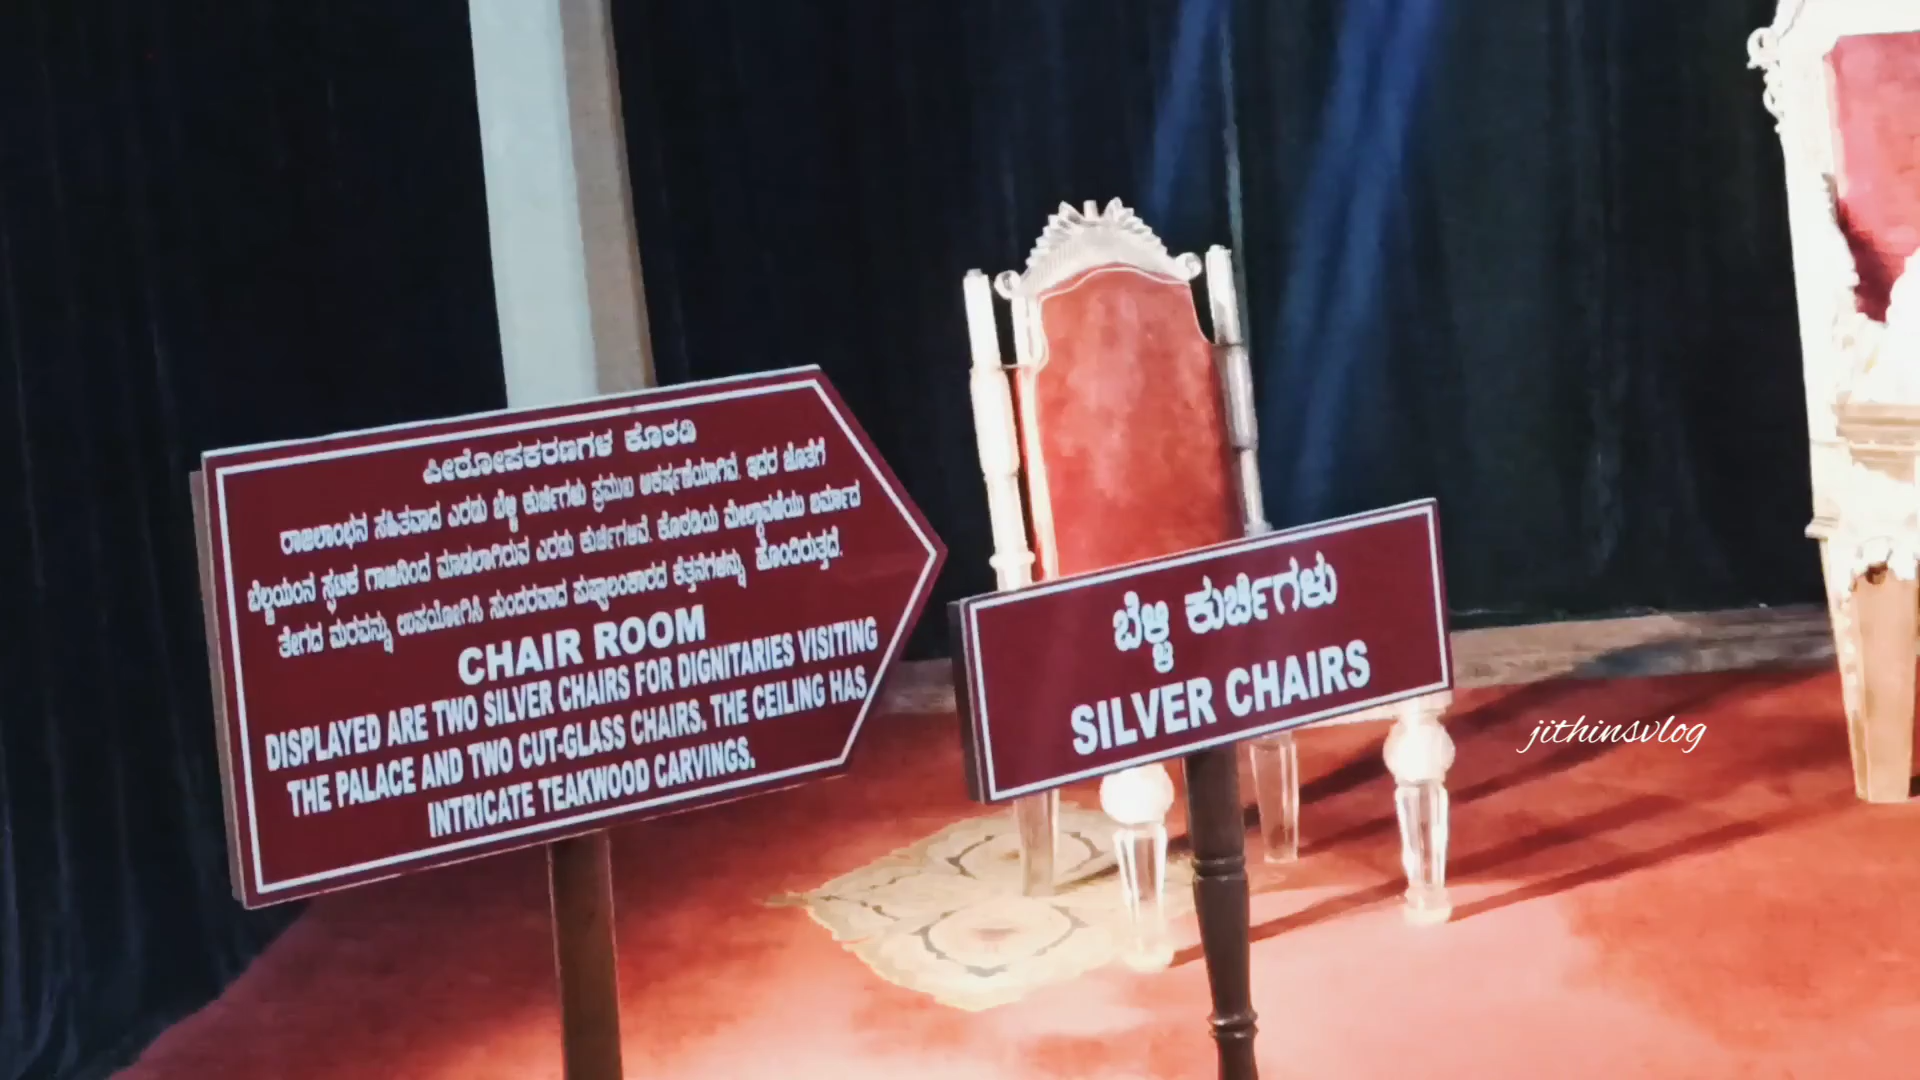 ಪೀಠೋಪಕರಣಗಳ ಕೊಠಡಿ
ರಾಜಲಾಂಛನ ಸಹಿತವಾದ ಎರಡು ಬೆಳ್ಳಿ ಕುರ್ಚಿಗಳು ಪ್ರಮುಖ ಆಕರ್ಷಣೆಯಾಗಿವೆ. ಇದರ ಜೊತೆಗೆ
ಬೆಲ್ಜಿಯಂನ ಸ್ಫಟಿಕ ಗಾಜಿನಿಂದ ಮಾಡಲಾಗಿರುವ ಎರಡು ಕುರ್ಚಿಗಳಿವೆ. ಕೊಠಡಿಯ ಮೇಲ್ಛಾವಣಿಯು ಬರ್ಮಾದ
ತೇಗದ ಮರವನ್ನು ಉಪಯೋಗಿಸಿ ಸುಂದರವಾದ ಪುಷ್ಪಾಲಂಕಾರದ ಕೆತ್ತನೆಗಳನ್ನು ಹೊಂದಿರುತ್ತದೆ.
CHAIR ROOM
DISPLAYED ARE TWO SILVER CHAIRS FOR DIGNITARIES VISITING
THE PALACE AND TWO CUT-GLASS CHAIRS. THE CEILING HAS
INTRICATE TEAKWOOD CARVINGS.
ಬೆಳ್ಳಿ ಕುರ್ಚಿಗಳು
SILVER CHAIRS
jithinsvlog